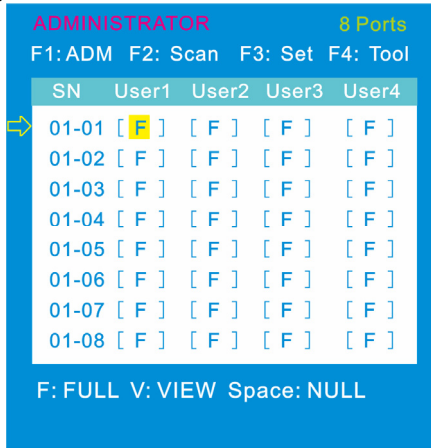 ADMINISTRATOR 8 Ports
F1: ADM F2: Scan F3: Set F4: Tool
SN User1 User2 User3 User4
01-01 [ F ] [ F ] [ F ] [ F ]
01-02 [ F ] [ F ] [ F ] [ F ]
01-03 [ F ] [ F ] [ F ] [ F ]
01-04 [ F ] [ F ] [ F ] [ F ]
01-05 [ F ] [ F ] [ F ] [ F ]
01-06 [ F ] [ F ] [ F ] [ F ]
01-07 [ F ] [ F ] [ F ] [ F ]
01-08 [ F ] [ F ] [ F ] [ F ]
F: FULL V: VIEW Space: NULL